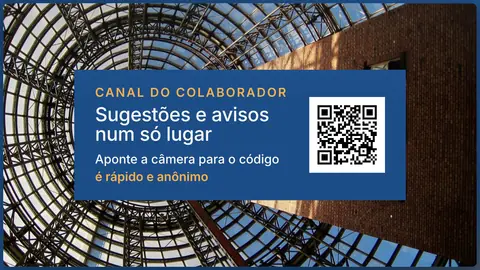 CANAL DO COLABORADOR
Sugestões e avisos
num só lugar
Aponte a câmera para o código
é rápido e anônimo